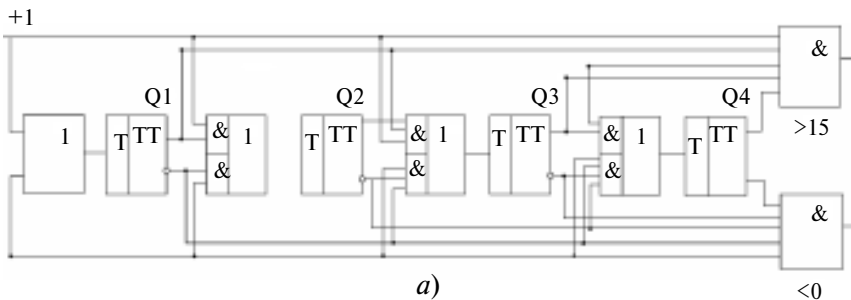 +1
Q1 Q2 Q3 Q4
&
>15
1 T TT & 1 T TT & 1 T TT & 1 T TT
& & &
&
<0
а)